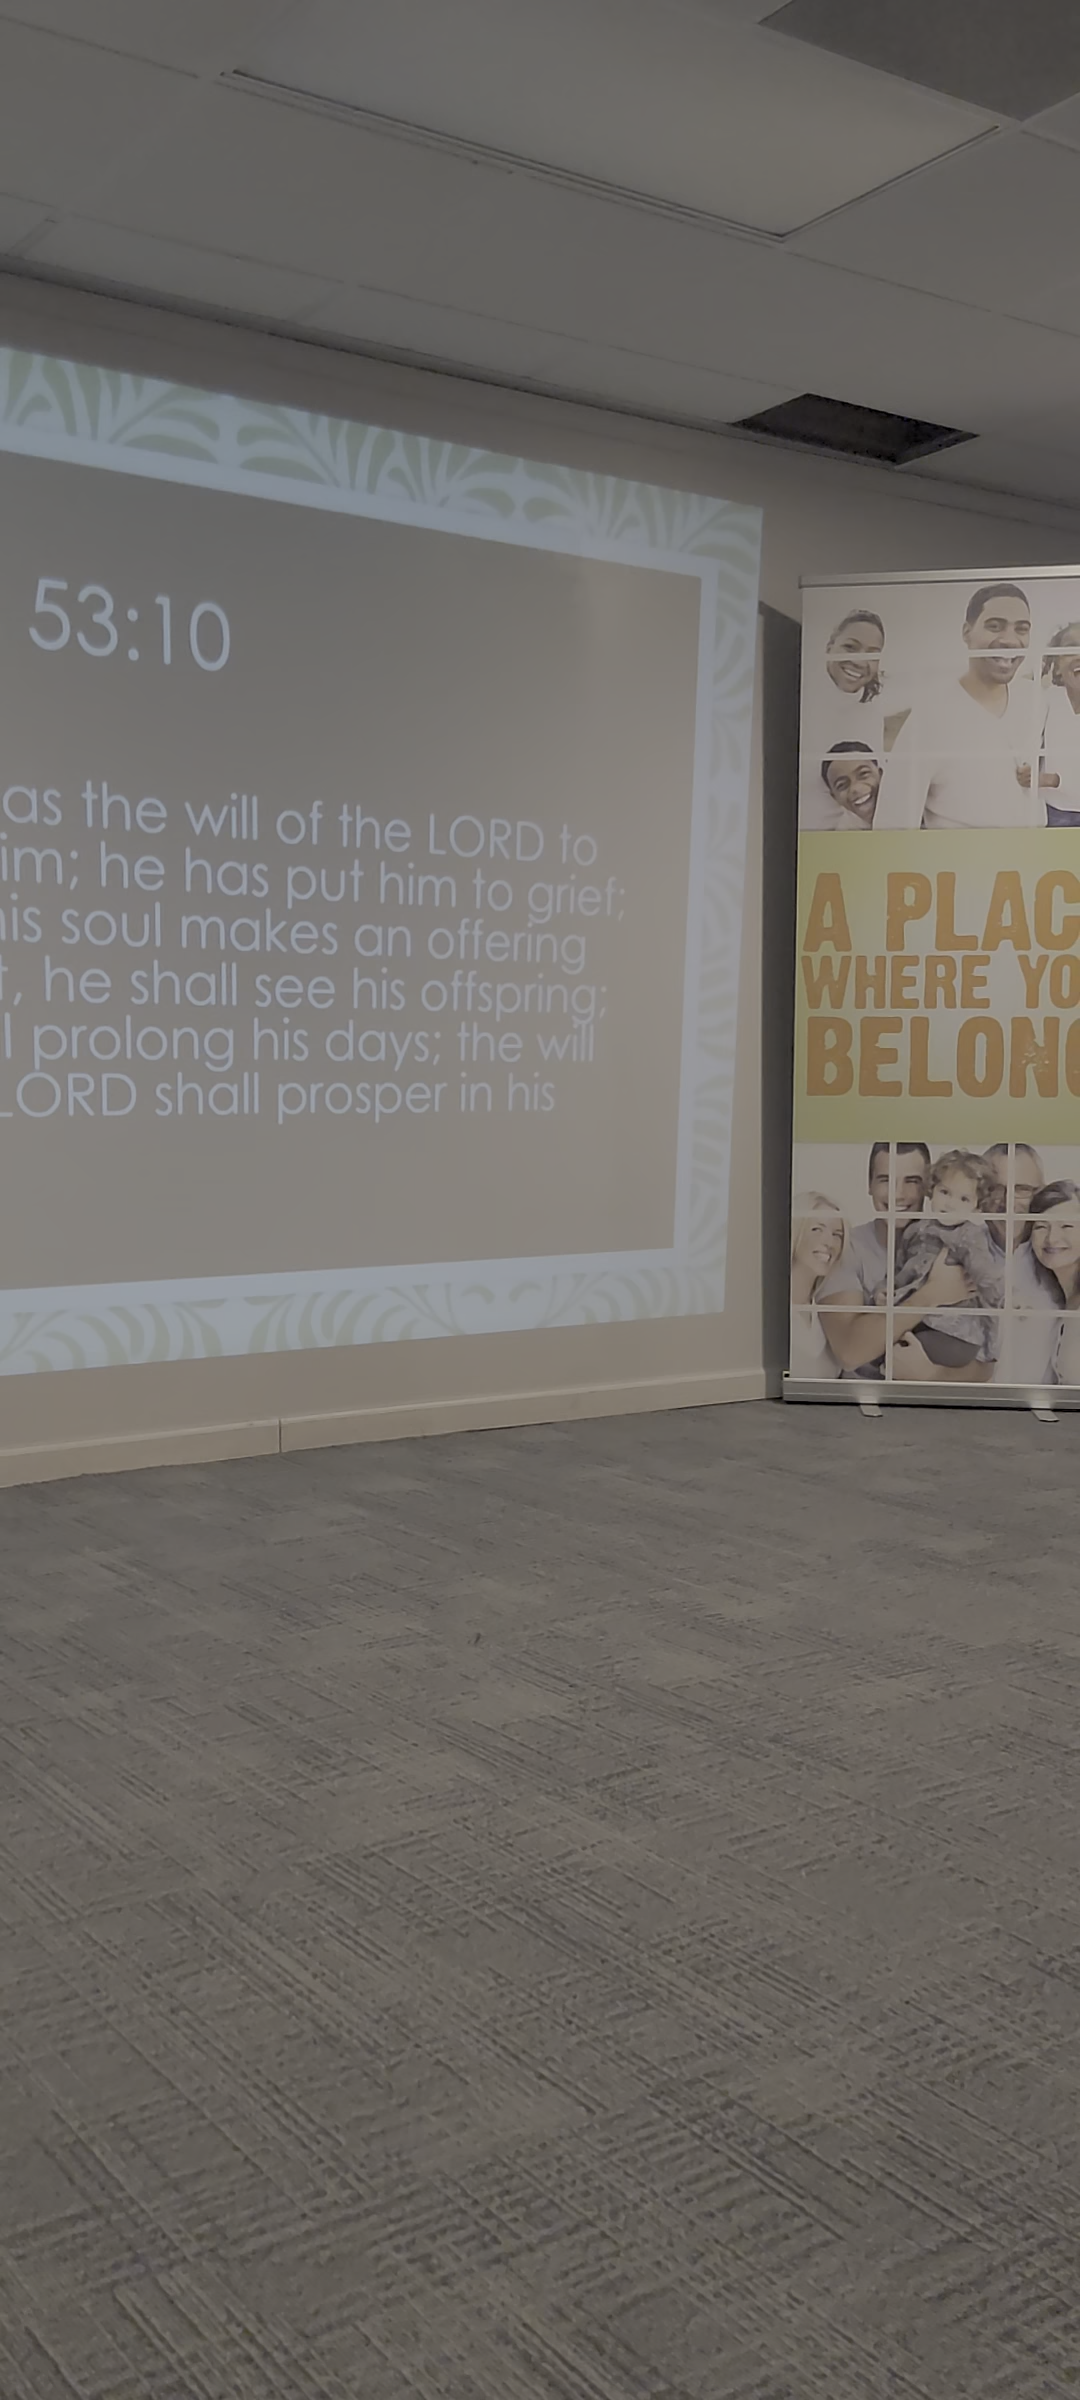 53:10
as the will of the LORD to
im; he has put him to grief;
his soul makes an offering
t, he shall see his offspring;
l prolong his days; the will
LORD shall prosper in his
A PLAC
WHERE YO
BELONG